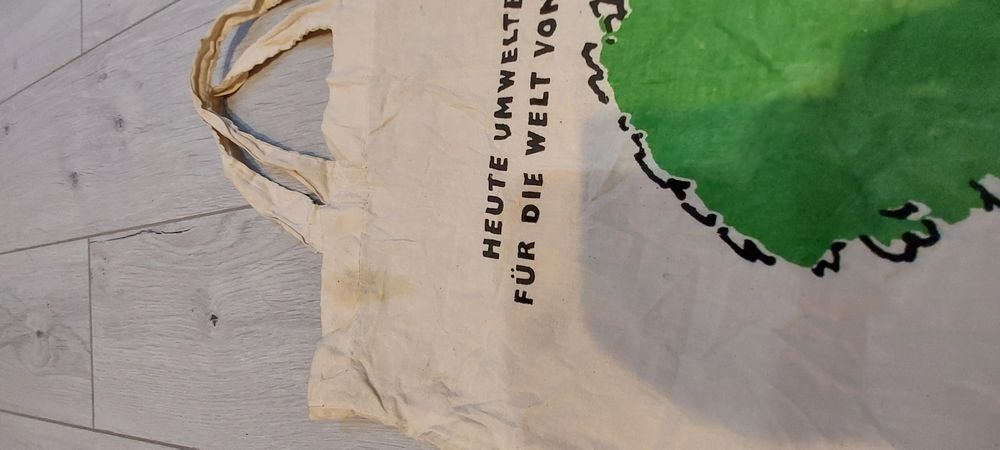 HEUTE UMWELTE
FÜR DIE WELT VON